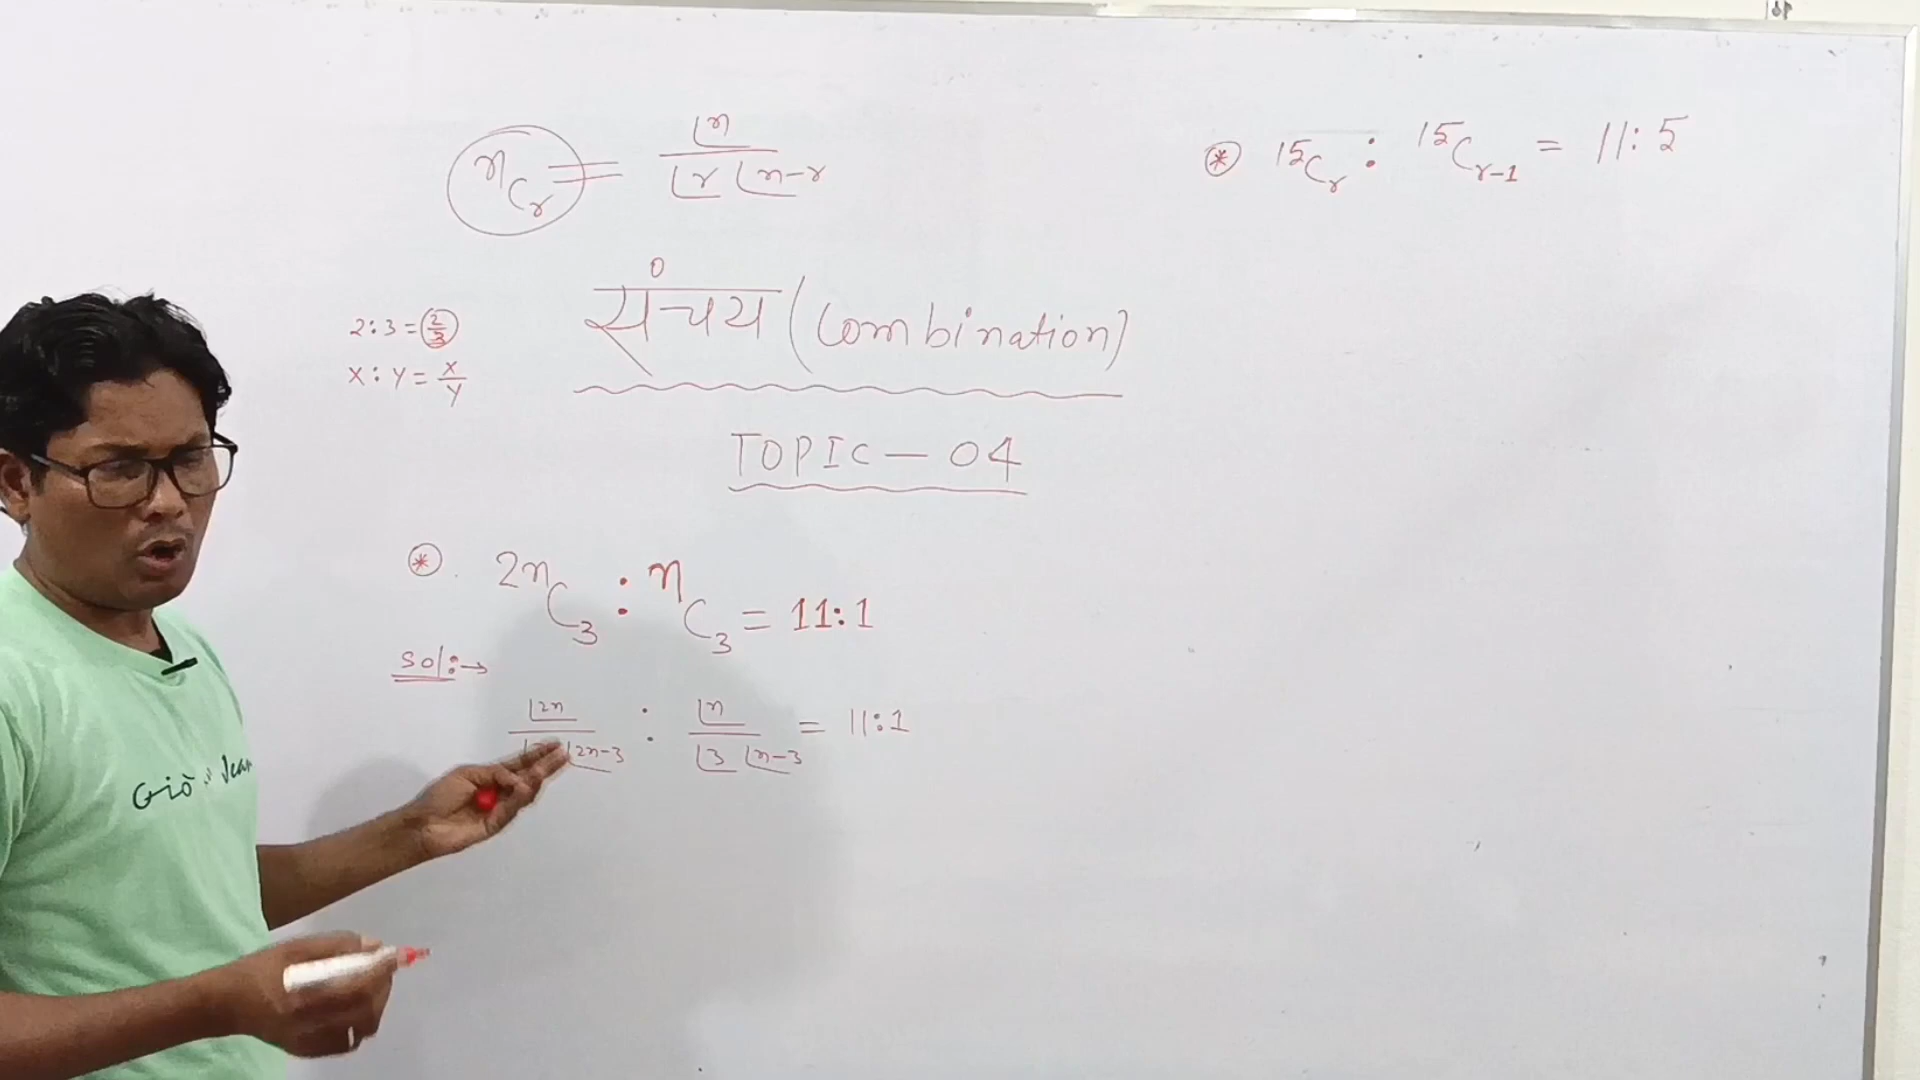 ⁿCᵣ = ⌊n / ⌊r ⌊n-r
2:3 = 2/3
x:y = x/y
संचय (Combination)
TOPIC - 04
* ²ⁿC₃ : ⁿC₃ = 11:1
Sol:→
⌊2n / ⌊3 ⌊2n-3 : ⌊n / ⌊3 ⌊n-3 = 11:1
* ¹⁵Cᵣ : ¹⁵Cᵣ₋₁ = 11:5
Giò